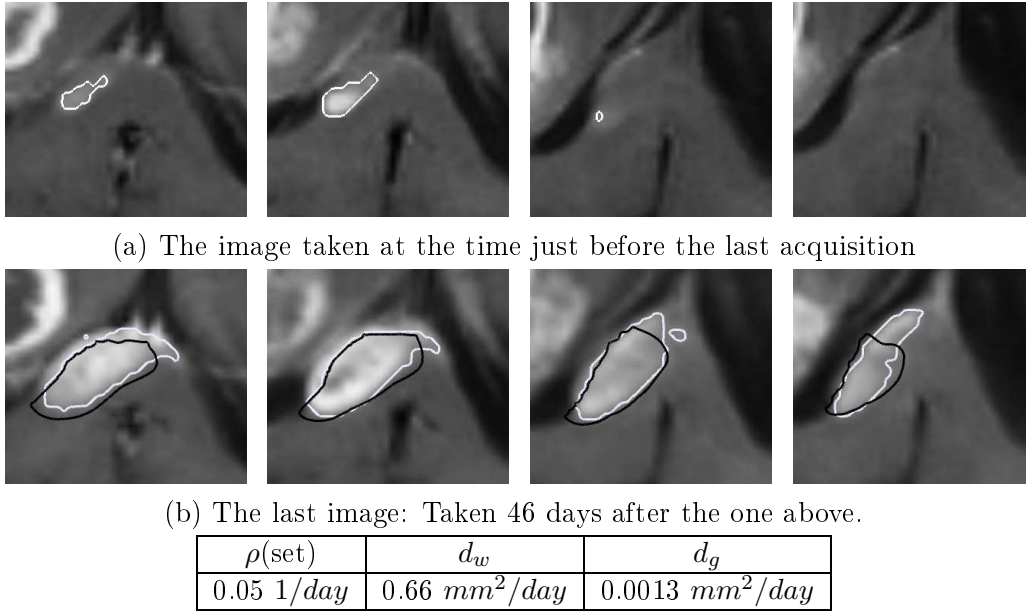 (a) The image taken at the time just before the last acquisition
(b) The last image: Taken 46 days after the one above.
ρ(set) d_w d_g
0.05 1/day 0.66 mm²/day 0.0013 mm²/day